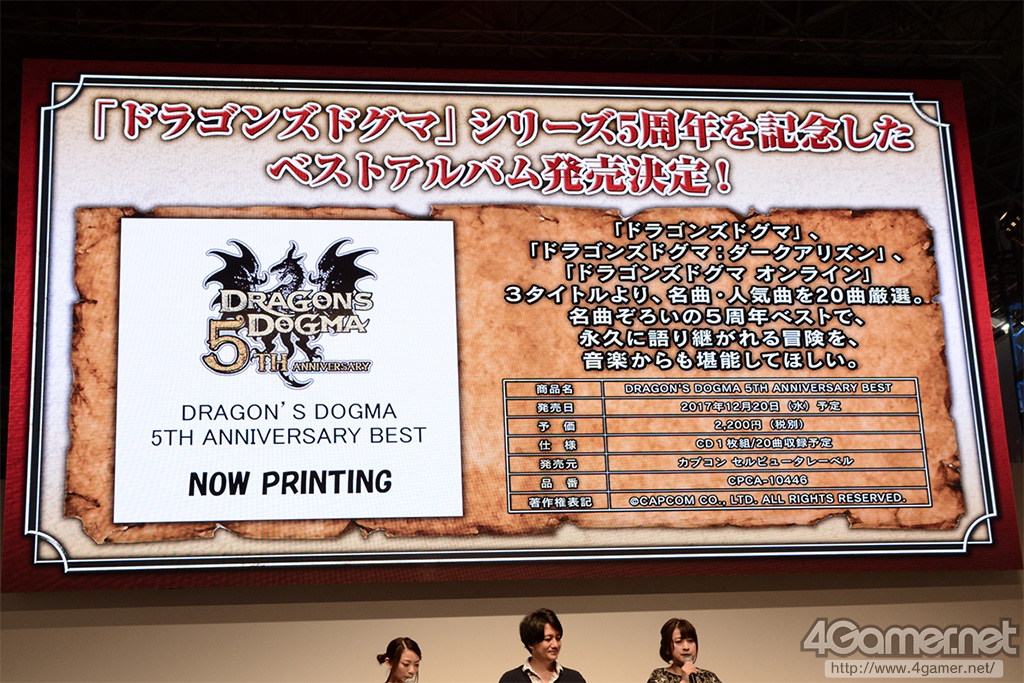 「ドラゴンズドグマ」シリーズ5周年を記念した
ベストアルバム発売決定!
DRAGON'S
DOGMA
5TH ANNIVERSARY
DRAGON'S DOGMA
5TH ANNIVERSARY BEST
NOW PRINTING
「ドラゴンズドグマ」、
「ドラゴンズドグマ:ダークアリズン」、
「ドラゴンズドグマ オンライン」
3タイトルより、名曲・人気曲を20曲厳選。
名曲ぞろいの5周年ベストで、
永久に語り継がれる冒険を、
音楽からも堪能してほしい。
商品名 DRAGON'S DOGMA 5TH ANNIVERSARY BEST
発売日 2017年12月20日(水)予定
予価 2,200円(税別)
仕様 CD1枚組/20曲収録予定
発売元 カプコン セルピュータレーベル
品番 CPCA-10446
著作権表記 ©CAPCOM CO., LTD. ALL RIGHTS RESERVED.
4Gamer.net
http://www.4gamer.net/